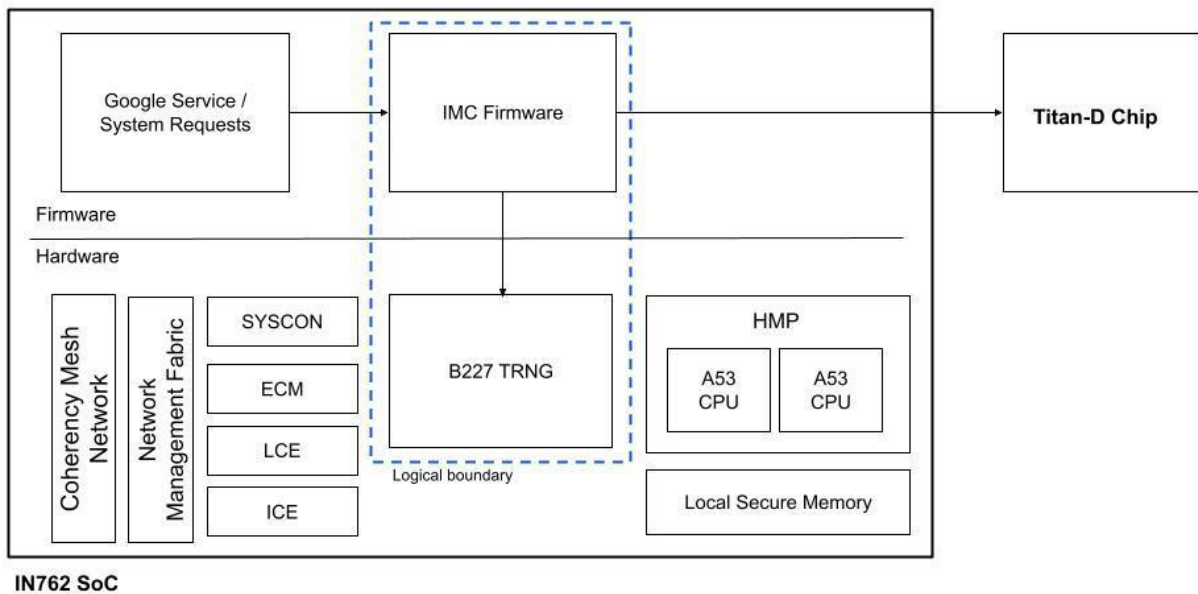 Google Service /
System Requests
IMC Firmware
Titan-D Chip
Firmware
Hardware
Coherency Mesh
Network
Network
Management Fabric
SYSCON
ECM
LCE
ICE
B227 TRNG
Logical boundary
HMP
A53
CPU
A53
CPU
Local Secure Memory
IN762 SoC